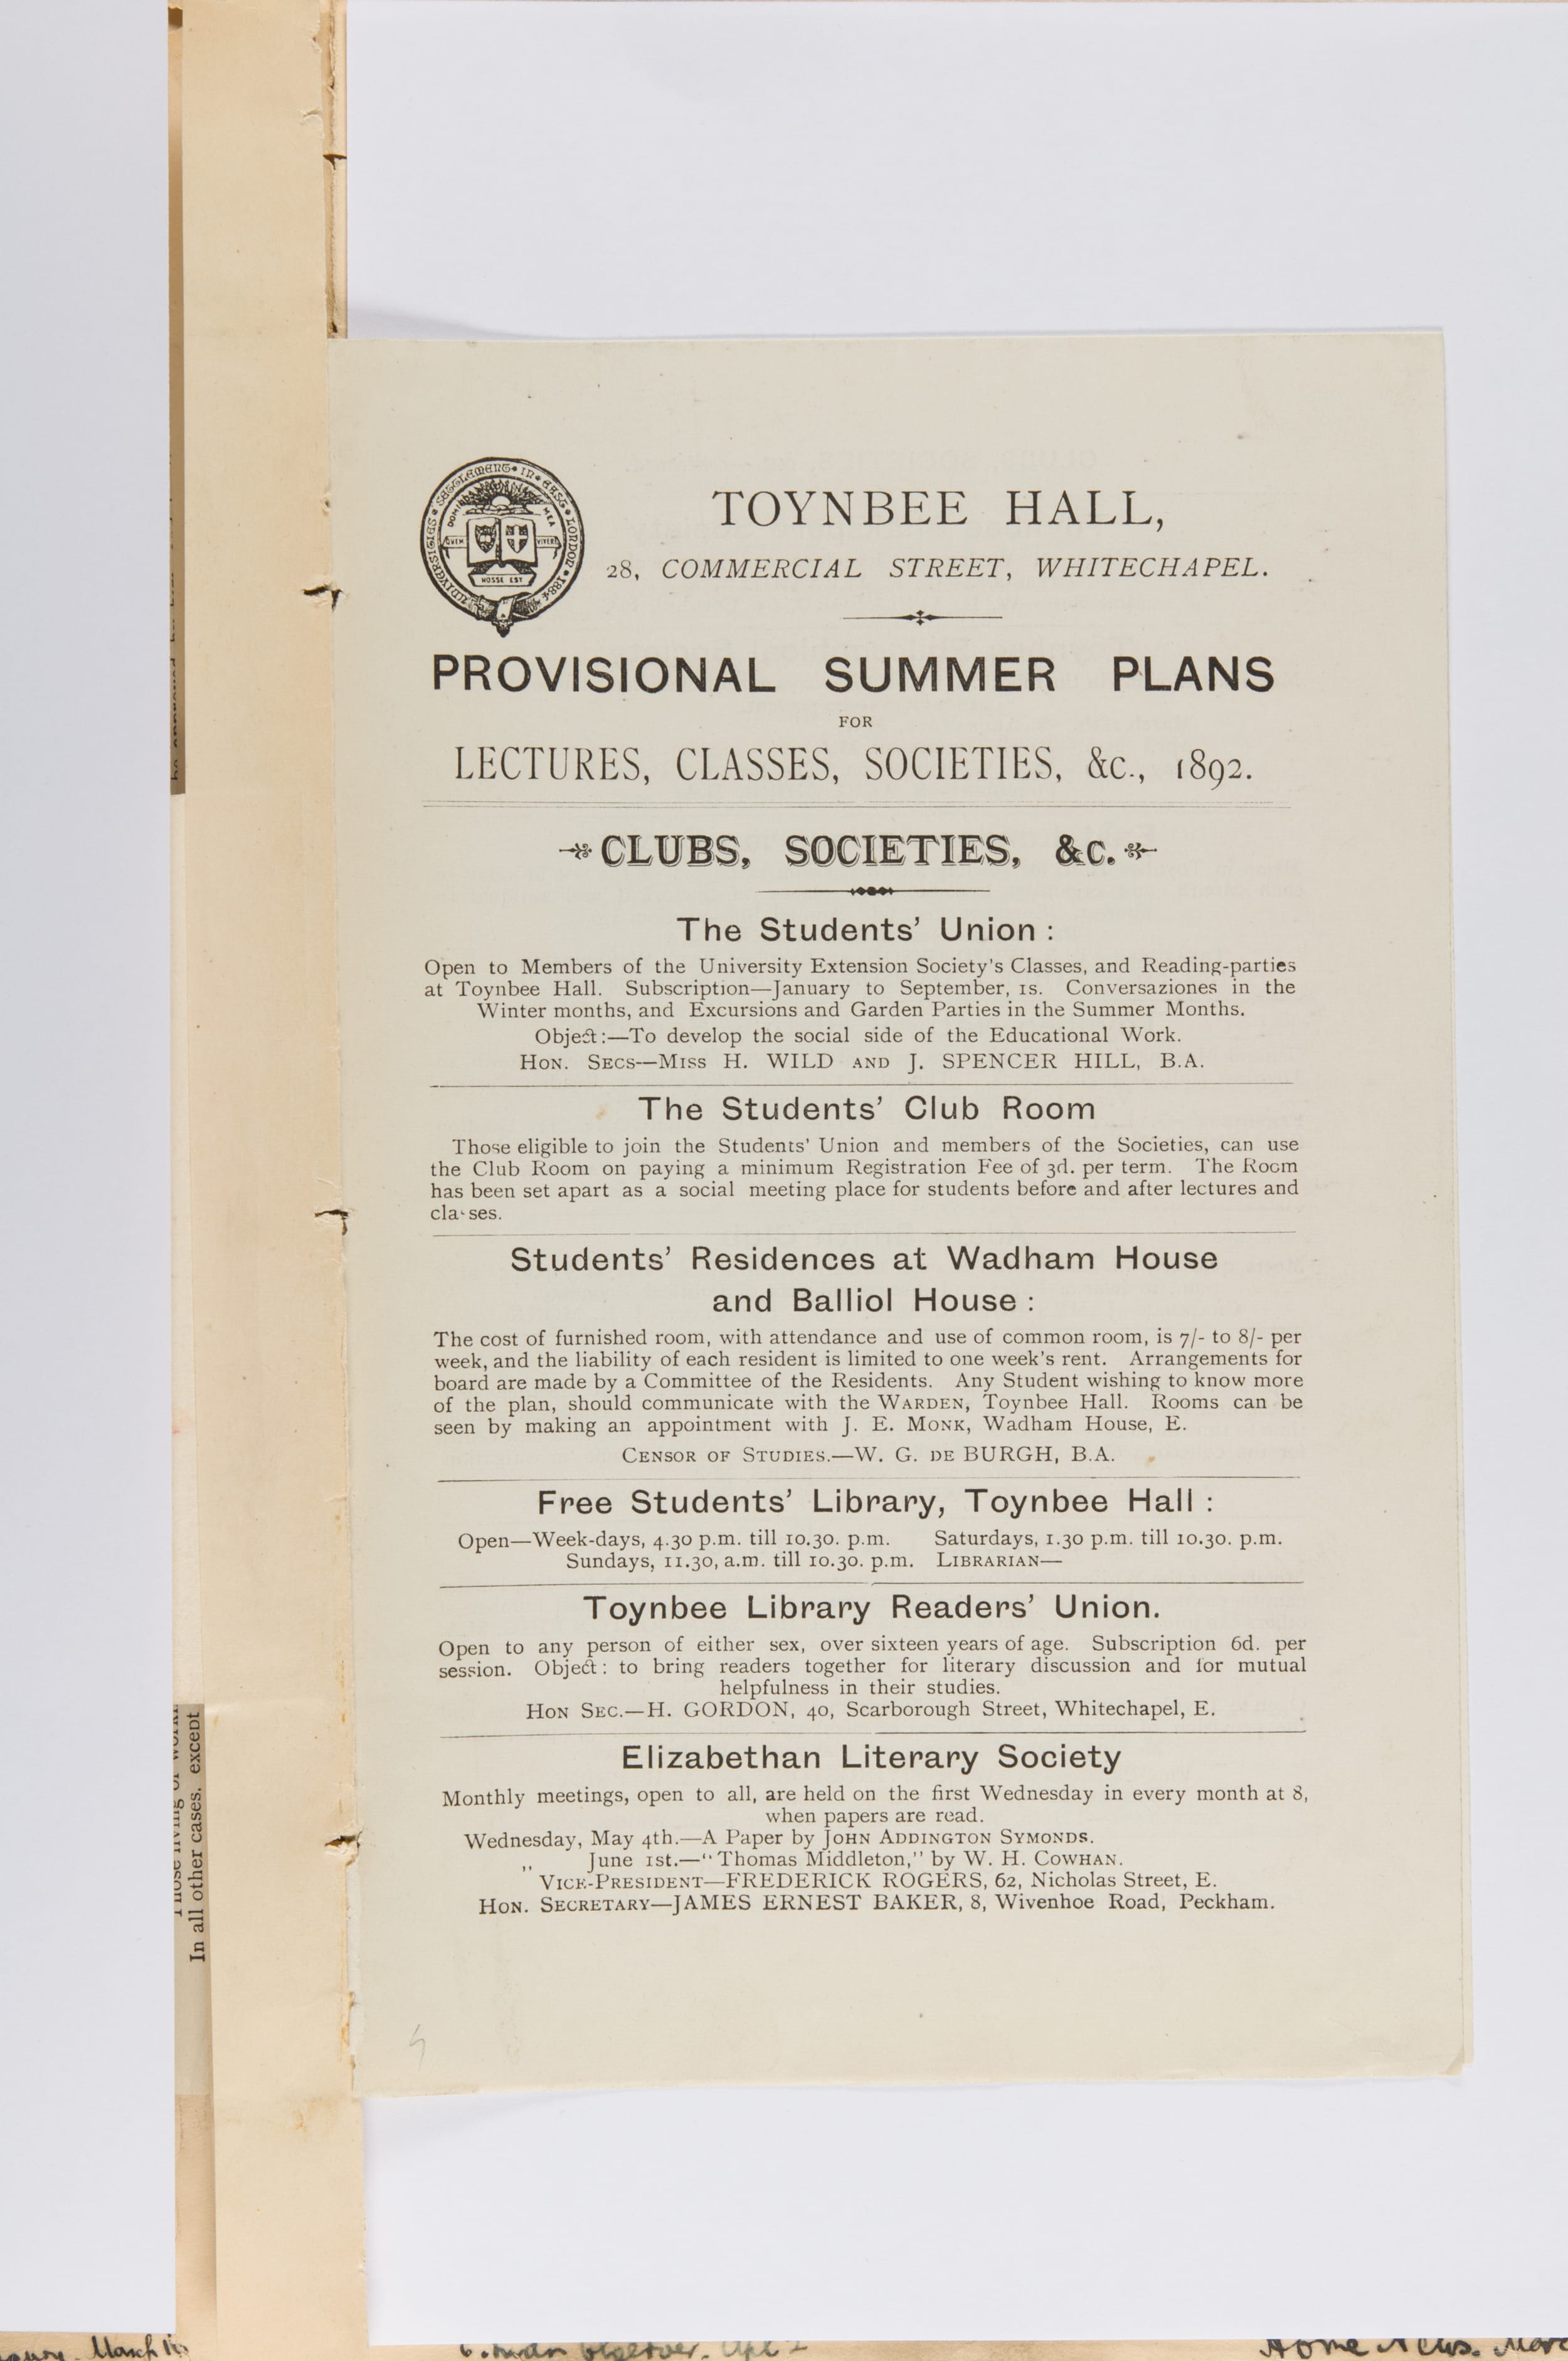 UNIVERSITIES • SETTLEMENT • IN • EAST • LONDON • 1884 •
QUEM VIVERE
NOSSE EST
TOYNBEE HALL,
28, COMMERCIAL STREET, WHITECHAPEL.
PROVISIONAL SUMMER PLANS
FOR
LECTURES, CLASSES, SOCIETIES, &c., 1892.
CLUBS, SOCIETIES, &c.
The Students' Union :
Open to Members of the University Extension Society's Classes, and Reading-parties
at Toynbee Hall. Subscription—January to September, 1s. Conversaziones in the
Winter months, and Excursions and Garden Parties in the Summer Months.
Object:—To develop the social side of the Educational Work.
HON. SECS—MISS H. WILD AND J. SPENCER HILL, B.A.
The Students' Club Room
Those eligible to join the Students' Union and members of the Societies, can use
the Club Room on paying a minimum Registration Fee of 3d. per term. The Room
has been set apart as a social meeting place for students before and after lectures and
classes.
Students' Residences at Wadham House
and Balliol House :
The cost of furnished room, with attendance and use of common room, is 7/- to 8/- per
week, and the liability of each resident is limited to one week's rent. Arrangements for
board are made by a Committee of the Residents. Any Student wishing to know more
of the plan, should communicate with the WARDEN, Toynbee Hall. Rooms can be
seen by making an appointment with J. E. MONK, Wadham House, E.
CENSOR OF STUDIES.—W. G. DE BURGH, B.A.
Free Students' Library, Toynbee Hall :
Open—Week-days, 4.30 p.m. till 10.30. p.m. Saturdays, 1.30 p.m. till 10.30. p.m.
Sundays, 11.30, a.m. till 10.30. p.m. LIBRARIAN—
Toynbee Library Readers' Union.
Open to any person of either sex, over sixteen years of age. Subscription 6d. per
session. Object: to bring readers together for literary discussion and for mutual
helpfulness in their studies.
HON SEC.—H. GORDON, 40, Scarborough Street, Whitechapel, E.
Elizabethan Literary Society
Monthly meetings, open to all, are held on the first Wednesday in every month at 8,
when papers are read.
Wednesday, May 4th.—A Paper by JOHN ADDINGTON SYMONDS.
,, June 1st.—"Thomas Middleton," by W. H. COWHAN.
VICE-PRESIDENT—FREDERICK ROGERS, 62, Nicholas Street, E.
HON. SECRETARY—JAMES ERNEST BAKER, 8, Wivenhoe Road, Peckham.
In all other cases, except
March
Home News.